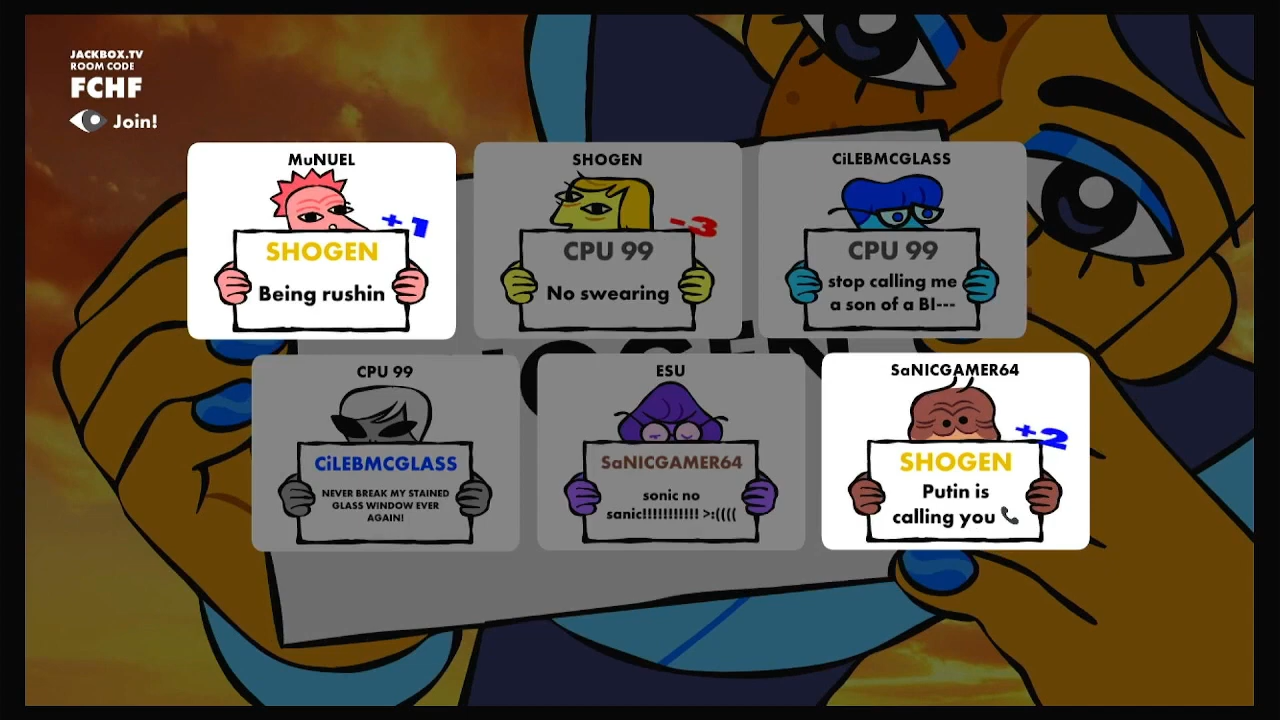 JACKBOX.TV
ROOM CODE
FCHF
Join!
MuNUEL
+1
SHOGEN
Being rushin
SHOGEN
-3
CPU 99
No swearing
CiLEBMCGLASS
CPU 99
stop calling me
a son of a BI---
CPU 99
CiLEBMCGLASS
NEVER BREAK MY STAINED
GLASS WINDOW EVER
AGAIN!
ESU
SaNICGAMER64
sonic no
sanic!!!!!!!!!!! >:((((
SaNICGAMER64
+2
SHOGEN
Putin is
calling you 📞